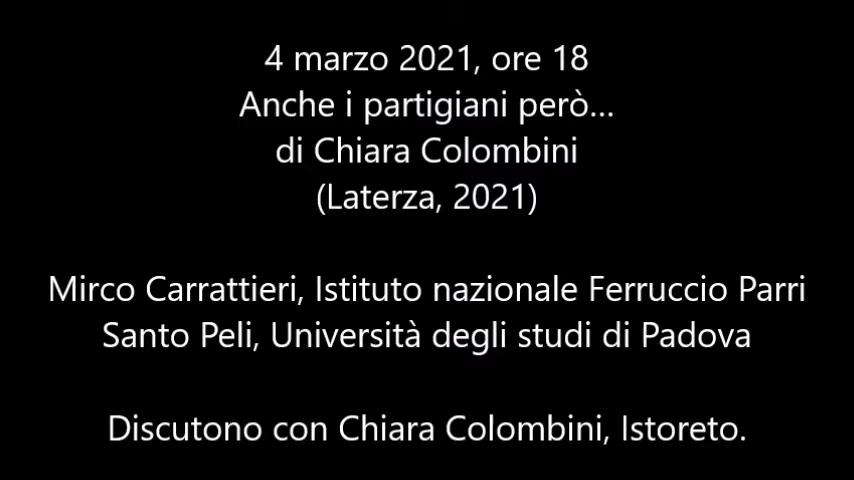 4 marzo 2021, ore 18
Anche i partigiani però...
di Chiara Colombini
(Laterza, 2021)
Mirco Carrattieri, Istituto nazionale Ferruccio Parri
Santo Peli, Università degli studi di Padova
Discutono con Chiara Colombini, Istoreto.